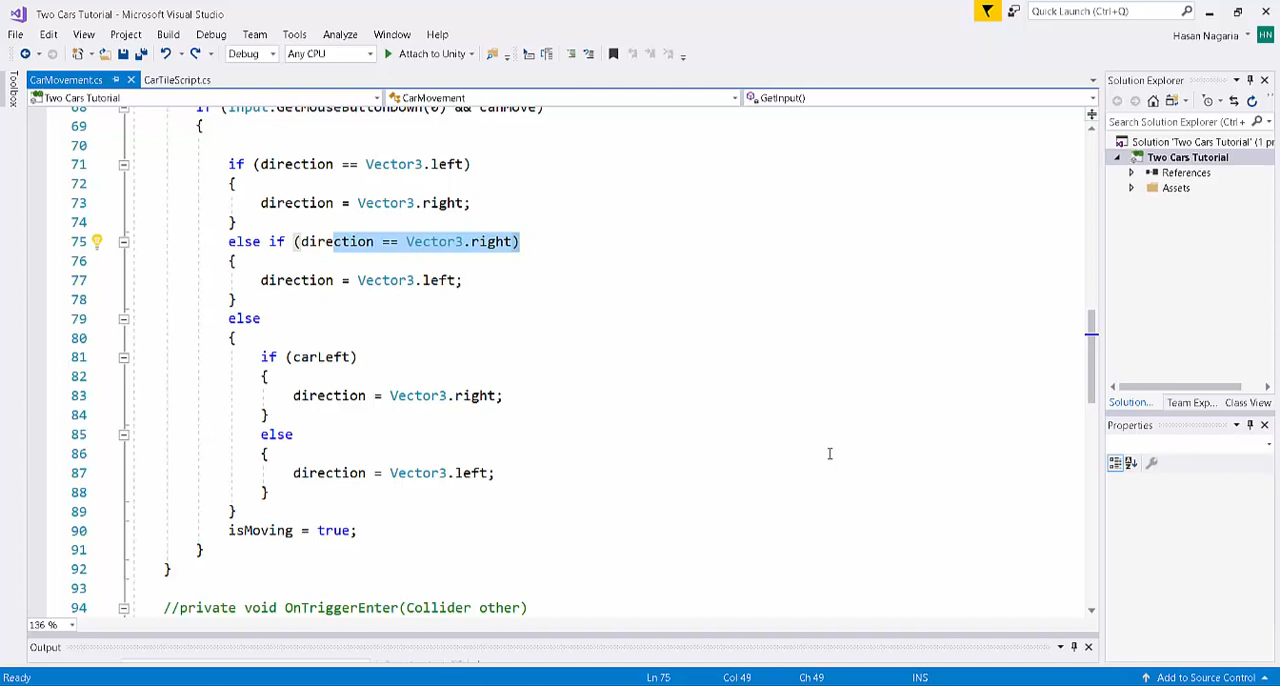 Two Cars Tutorial - Microsoft Visual Studio
Quick Launch (Ctrl+Q)
File Edit View Project Build Debug Team Tools Analyze Window Help
Hasan Nagaria HN
Debug Any CPU Attach to Unity
Toolbox
CarMovement.cs CarTileScript.cs
Two Cars Tutorial CarMovement GetInput()
68 if (Input.GetMouseButtonDown(0) && canMove)
69 {
70
71 if (direction == Vector3.left)
72 {
73 direction = Vector3.right;
74 }
75 else if (direction == Vector3.right)
76 {
77 direction = Vector3.left;
78 }
79 else
80 {
81 if (carLeft)
82 {
83 direction = Vector3.right;
84 }
85 else
86 {
87 direction = Vector3.left;
88 }
89 }
90 isMoving = true;
91 }
92 }
93
94 //private void OnTriggerEnter(Collider other)
136 %
Output
Solution Explorer
Search Solution Explorer (Ctrl+
Solution 'Two Cars Tutorial' (1 pr
Two Cars Tutorial
References
Assets
Solution... Team Exp... Class View
Properties
Ready Ln 75 Col 49 Ch 49 INS Add to Source Control